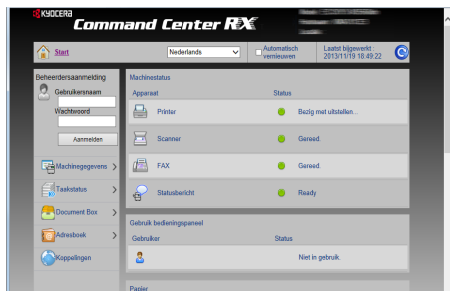 KYOCERA
Command Center RX
Start
Nederlands
Automatisch vernieuwen
Laatst bijgewerkt :
2013/11/19 18:49:22
Beheerdersaanmelding
Gebruikersnaam
Wachtwoord
Aanmelden
Machinegegevens
Taakstatus
Document Box
Adresboek
Koppelingen
Machinestatus
Apparaat Status
Printer Bezig met uitstellen...
Scanner Gereed
FAX Gereed
Statusbericht Ready
Gebruik bedieningspaneel
Gebruiker Status
Niet in gebruik.
Papier